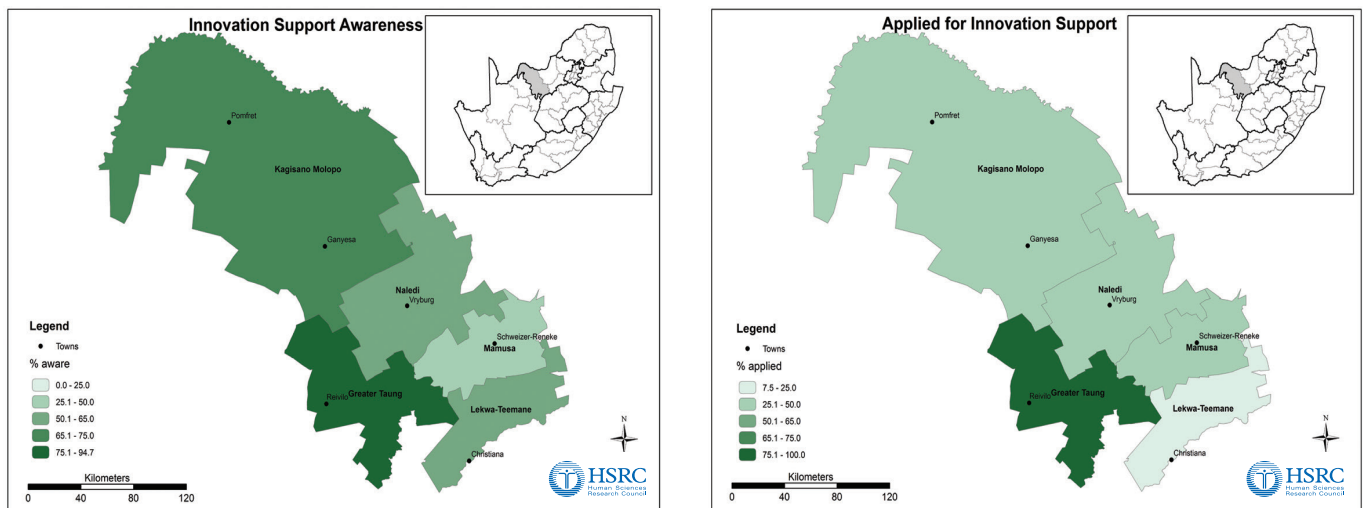 Innovation Support Awareness
Pomfret
Kagisano Molopo
Ganyesa
Naledi
Vryburg
Schweizer-Reneke
Mamusa
Greater Taung
Reivilo
Lekwa-Teemane
Christiana
Legend
Towns
% aware
0.0 - 25.0
25.1 - 50.0
50.1 - 65.0
65.1 - 75.0
75.1 - 94.7
Kilometers
0 40 80 120
N
HSRC
Human Sciences
Research Council
Applied for Innovation Support
Pomfret
Kagisano Molopo
Ganyesa
Naledi
Vryburg
Schweizer-Reneke
Mamusa
Greater Taung
Reivilo
Lekwa-Teemane
Christiana
Legend
Towns
% applied
7.5 - 25.0
25.1 - 50.0
50.1 - 65.0
65.1 - 75.0
75.1 - 100.0
Kilometers
0 40 80 120
N
HSRC
Human Sciences
Research Council